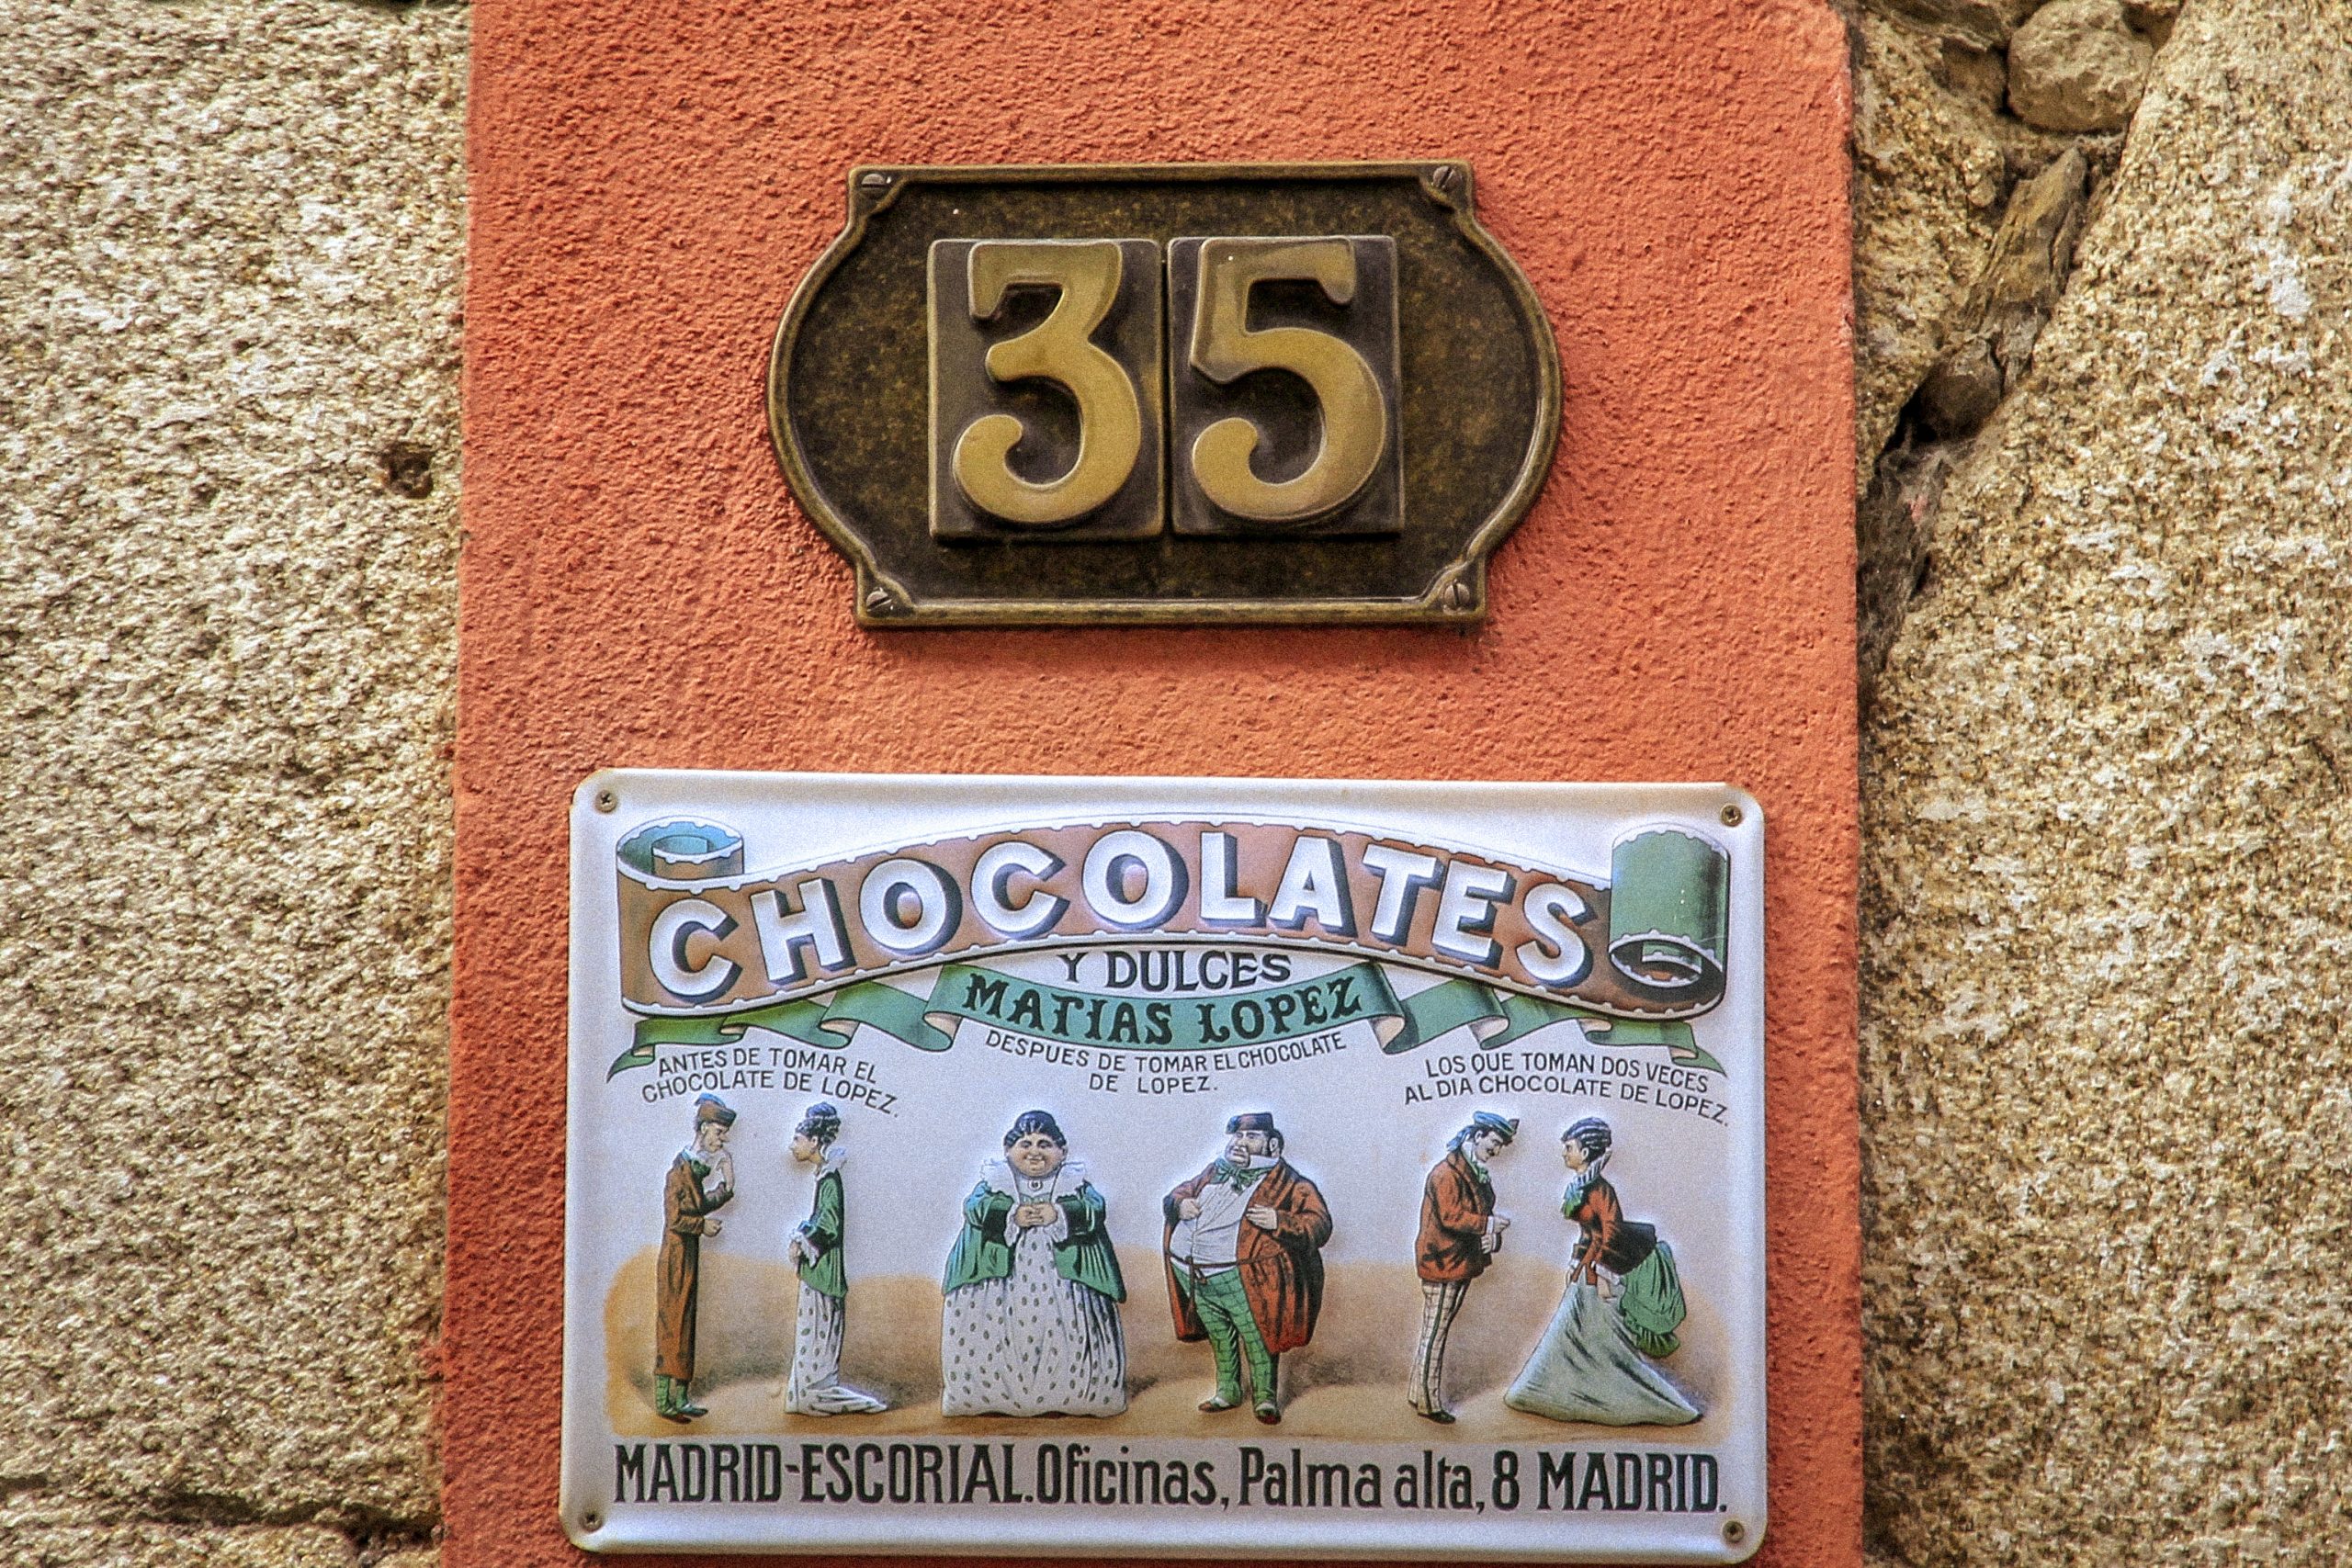 35
CHOCOLATES
Y DULCES
MATIAS LOPEZ
ANTES DE TOMAR EL
CHOCOLATE DE LOPEZ.
DESPUES DE TOMAR EL CHOCOLATE
DE LOPEZ.
LOS QUE TOMAN DOS VECES
AL DIA CHOCOLATE DE LOPEZ.
MADRID-ESCORIAL. Oficinas, Palma alta, 8 MADRID.